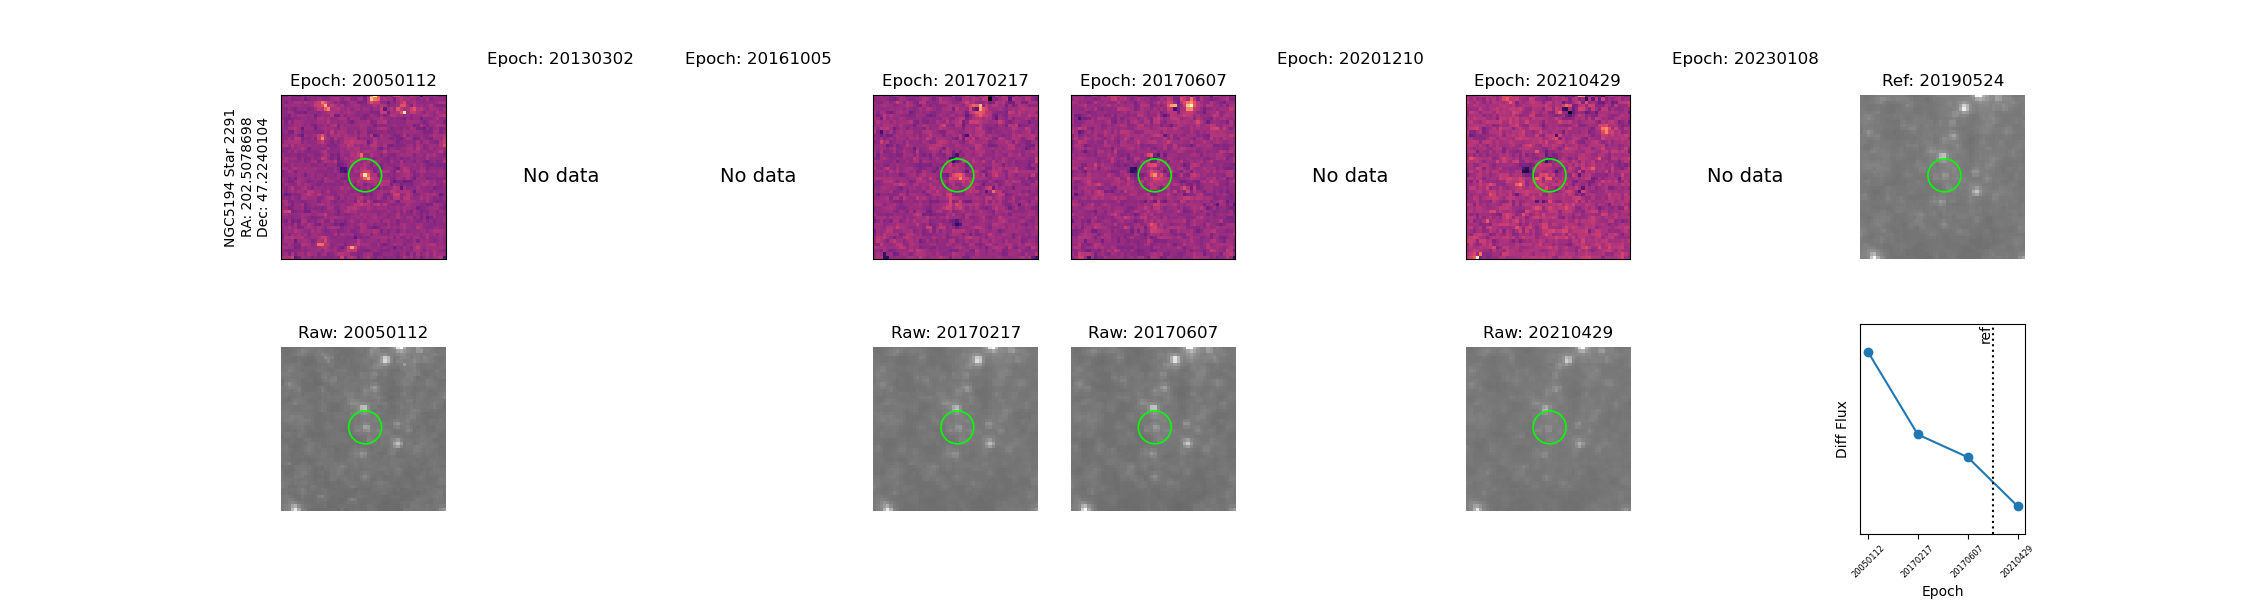 Epoch: 20050112
Epoch: 20130302
Epoch: 20161005
Epoch: 20170217
Epoch: 20170607
Epoch: 20201210
Epoch: 20210429
Epoch: 20230108
Ref: 20190524
NGC5194 Star 2291
RA: 202.5078698
Dec: 47.2240104
No data
No data
No data
No data
Raw: 20050112
Raw: 20170217
Raw: 20170607
Raw: 20210429
ref
Diff Flux
20050112
20170217
20170607
20210429
Epoch